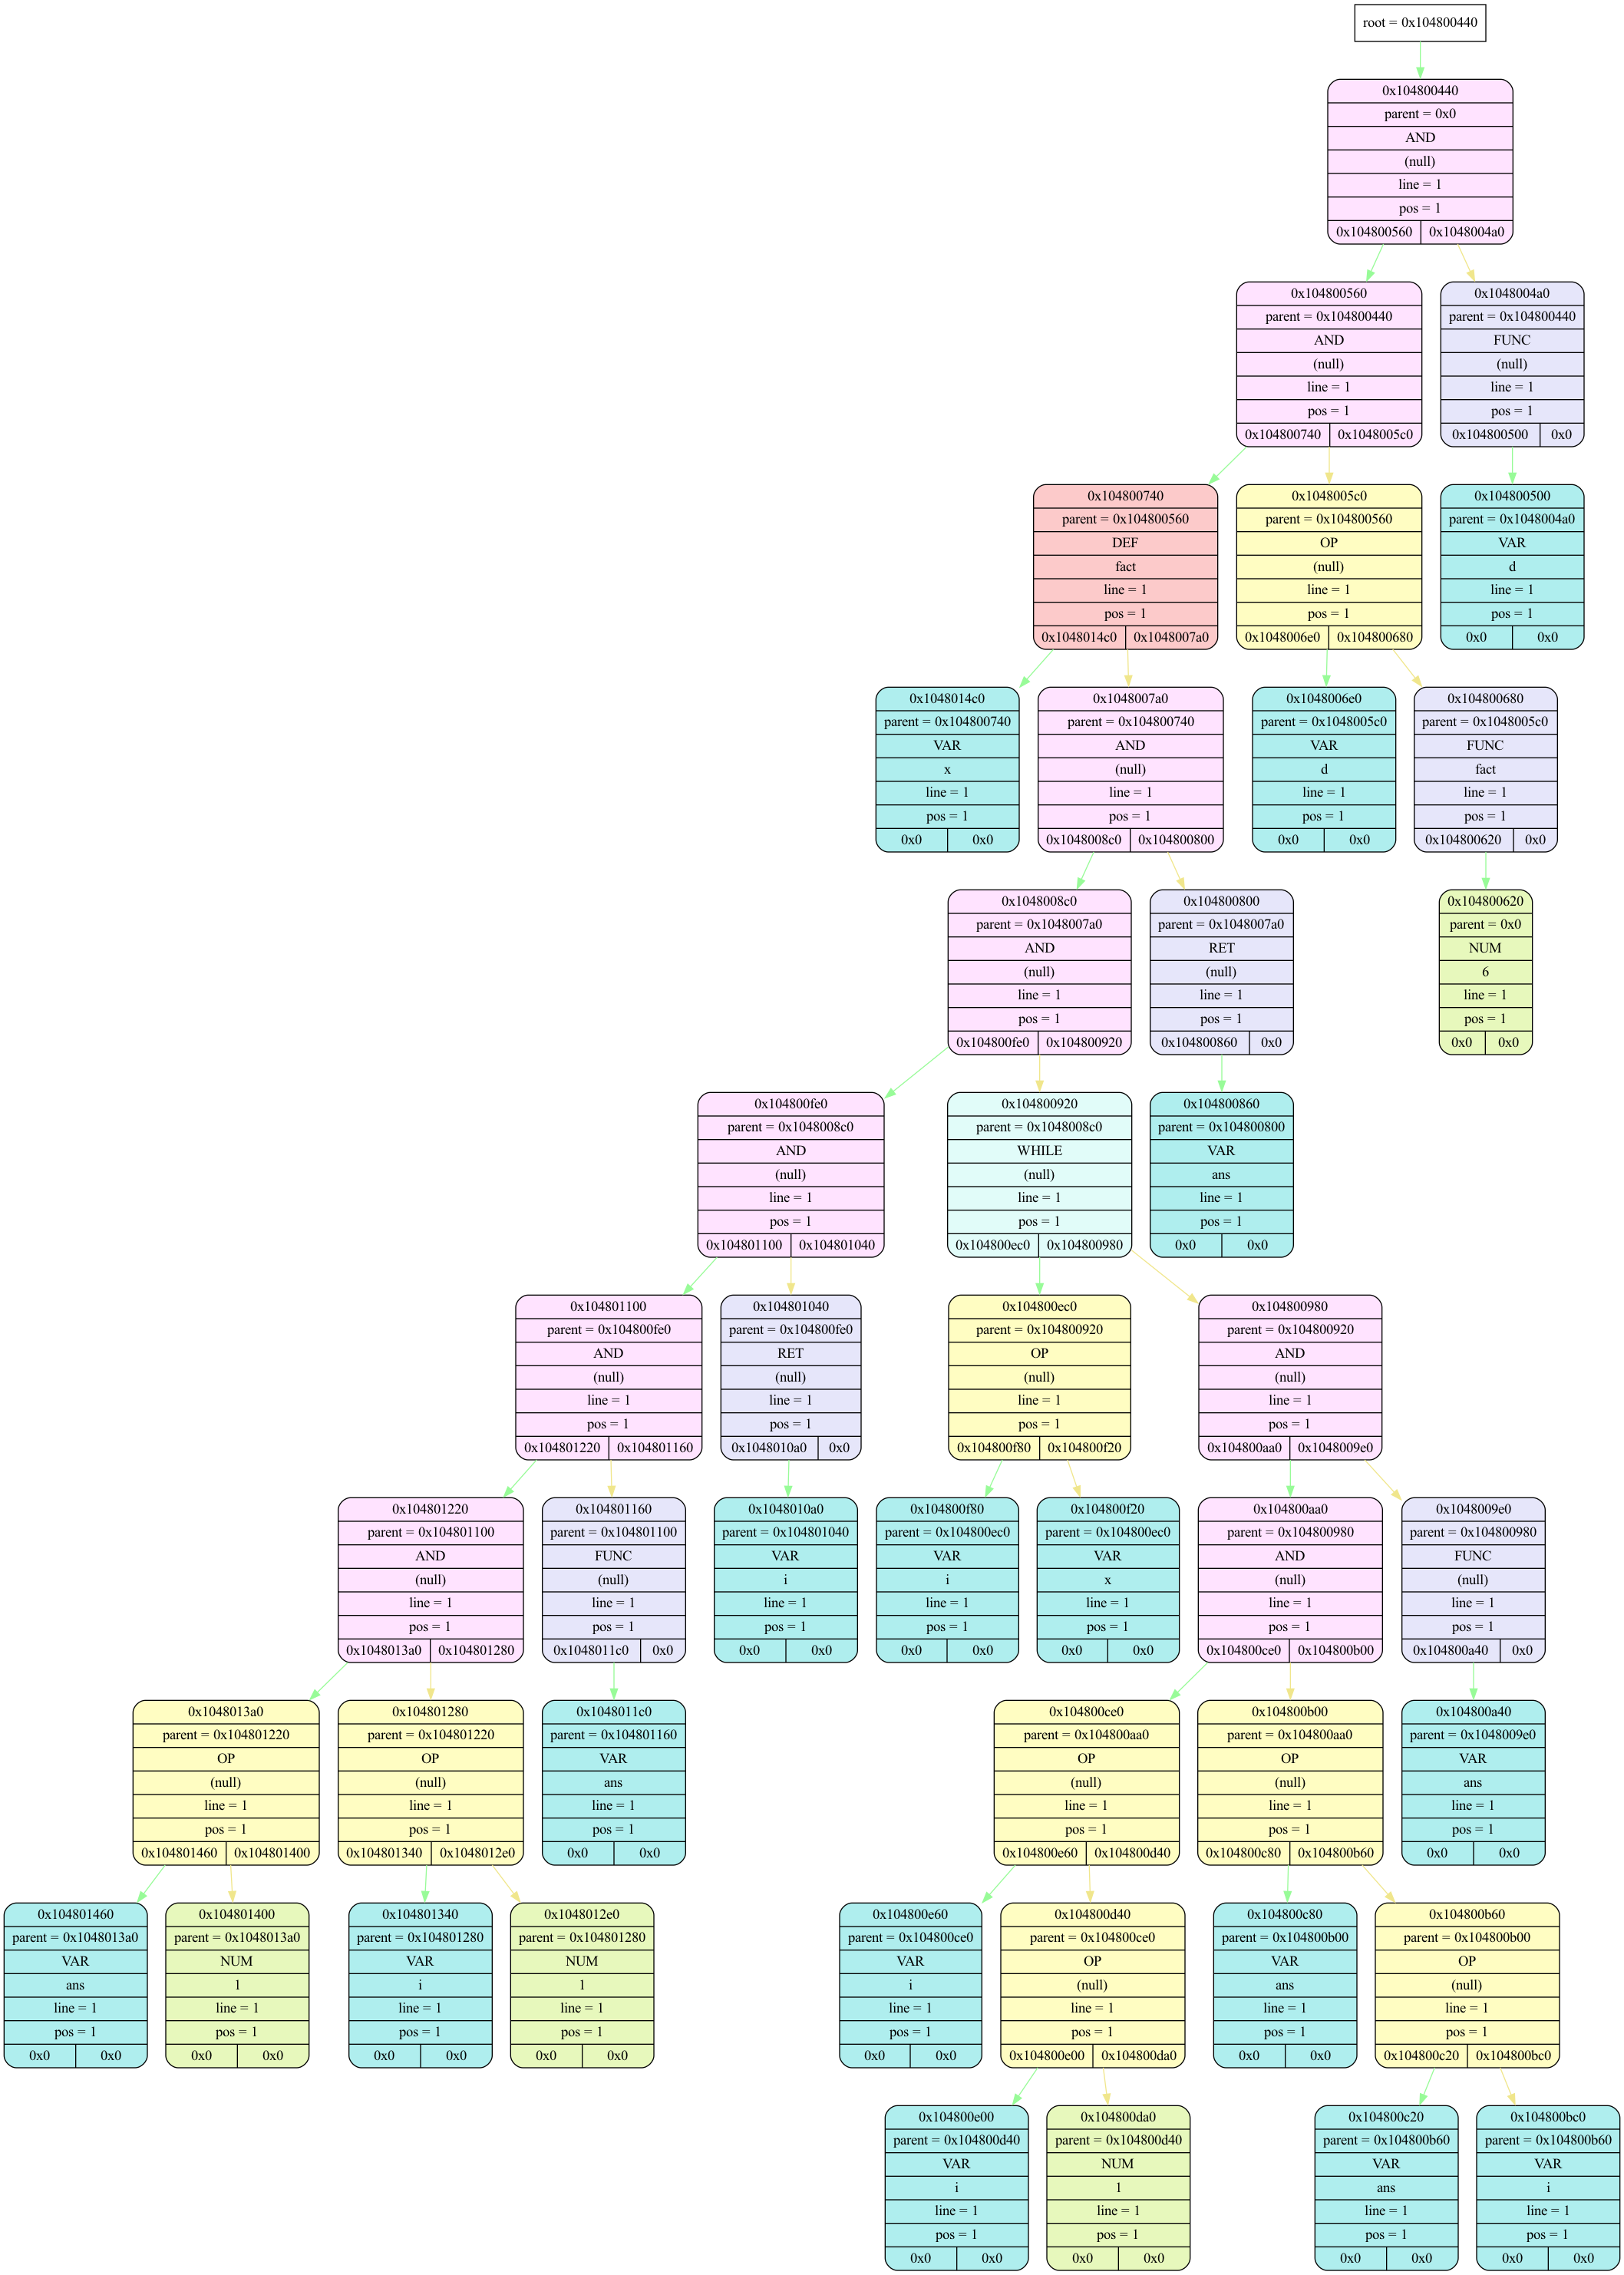 root = 0x104800440
0x104800440
parent = 0x0
AND
(null)
line = 1
pos = 1
0x104800560 0x1048004a0
0x104800560
parent = 0x104800440
AND
(null)
line = 1
pos = 1
0x104800740 0x1048005c0
0x1048004a0
parent = 0x104800440
FUNC
(null)
line = 1
pos = 1
0x104800500 0x0
0x104800740
parent = 0x104800560
DEF
fact
line = 1
pos = 1
0x1048014c0 0x1048007a0
0x1048005c0
parent = 0x104800560
OP
(null)
line = 1
pos = 1
0x1048006e0 0x104800680
0x104800500
parent = 0x1048004a0
VAR
d
line = 1
pos = 1
0x0 0x0
0x1048014c0
parent = 0x104800740
VAR
x
line = 1
pos = 1
0x0 0x0
0x1048007a0
parent = 0x104800740
AND
(null)
line = 1
pos = 1
0x1048008c0 0x104800800
0x1048006e0
parent = 0x1048005c0
VAR
d
line = 1
pos = 1
0x0 0x0
0x104800680
parent = 0x1048005c0
FUNC
fact
line = 1
pos = 1
0x104800620 0x0
0x1048008c0
parent = 0x1048007a0
AND
(null)
line = 1
pos = 1
0x104800fe0 0x104800920
0x104800800
parent = 0x1048007a0
RET
(null)
line = 1
pos = 1
0x104800860 0x0
0x104800620
parent = 0x0
NUM
6
line = 1
pos = 1
0x0 0x0
0x104800fe0
parent = 0x1048008c0
AND
(null)
line = 1
pos = 1
0x104801100 0x104801040
0x104800920
parent = 0x1048008c0
WHILE
(null)
line = 1
pos = 1
0x104800ec0 0x104800980
0x104800860
parent = 0x104800800
VAR
ans
line = 1
pos = 1
0x0 0x0
0x104801100
parent = 0x104800fe0
AND
(null)
line = 1
pos = 1
0x104801220 0x104801160
0x104801040
parent = 0x104800fe0
RET
(null)
line = 1
pos = 1
0x1048010a0 0x0
0x104800ec0
parent = 0x104800920
OP
(null)
line = 1
pos = 1
0x104800f80 0x104800f20
0x104800980
parent = 0x104800920
AND
(null)
line = 1
pos = 1
0x104800aa0 0x1048009e0
0x104801220
parent = 0x104801100
AND
(null)
line = 1
pos = 1
0x1048013a0 0x104801280
0x104801160
parent = 0x104801100
FUNC
(null)
line = 1
pos = 1
0x1048011c0 0x0
0x1048010a0
parent = 0x104801040
VAR
i
line = 1
pos = 1
0x0 0x0
0x104800f80
parent = 0x104800ec0
VAR
i
line = 1
pos = 1
0x0 0x0
0x104800f20
parent = 0x104800ec0
VAR
x
line = 1
pos = 1
0x0 0x0
0x104800aa0
parent = 0x104800980
AND
(null)
line = 1
pos = 1
0x104800ce0 0x104800b00
0x1048009e0
parent = 0x104800980
FUNC
(null)
line = 1
pos = 1
0x104800a40 0x0
0x1048013a0
parent = 0x104801220
OP
(null)
line = 1
pos = 1
0x104801460 0x104801400
0x104801280
parent = 0x104801220
OP
(null)
line = 1
pos = 1
0x104801340 0x1048012e0
0x1048011c0
parent = 0x104801160
VAR
ans
line = 1
pos = 1
0x0 0x0
0x104800ce0
parent = 0x104800aa0
OP
(null)
line = 1
pos = 1
0x104800e60 0x104800d40
0x104800b00
parent = 0x104800aa0
OP
(null)
line = 1
pos = 1
0x104800c80 0x104800b60
0x104800a40
parent = 0x1048009e0
VAR
ans
line = 1
pos = 1
0x0 0x0
0x104801460
parent = 0x1048013a0
VAR
ans
line = 1
pos = 1
0x0 0x0
0x104801400
parent = 0x1048013a0
NUM
1
line = 1
pos = 1
0x0 0x0
0x104801340
parent = 0x104801280
VAR
i
line = 1
pos = 1
0x0 0x0
0x1048012e0
parent = 0x104801280
NUM
1
line = 1
pos = 1
0x0 0x0
0x104800e60
parent = 0x104800ce0
VAR
i
line = 1
pos = 1
0x0 0x0
0x104800d40
parent = 0x104800ce0
OP
(null)
line = 1
pos = 1
0x104800e00 0x104800da0
0x104800c80
parent = 0x104800b00
VAR
ans
line = 1
pos = 1
0x0 0x0
0x104800b60
parent = 0x104800b00
OP
(null)
line = 1
pos = 1
0x104800c20 0x104800bc0
0x104800e00
parent = 0x104800d40
VAR
i
line = 1
pos = 1
0x0 0x0
0x104800da0
parent = 0x104800d40
NUM
1
line = 1
pos = 1
0x0 0x0
0x104800c20
parent = 0x104800b60
VAR
ans
line = 1
pos = 1
0x0 0x0
0x104800bc0
parent = 0x104800b60
VAR
i
line = 1
pos = 1
0x0 0x0